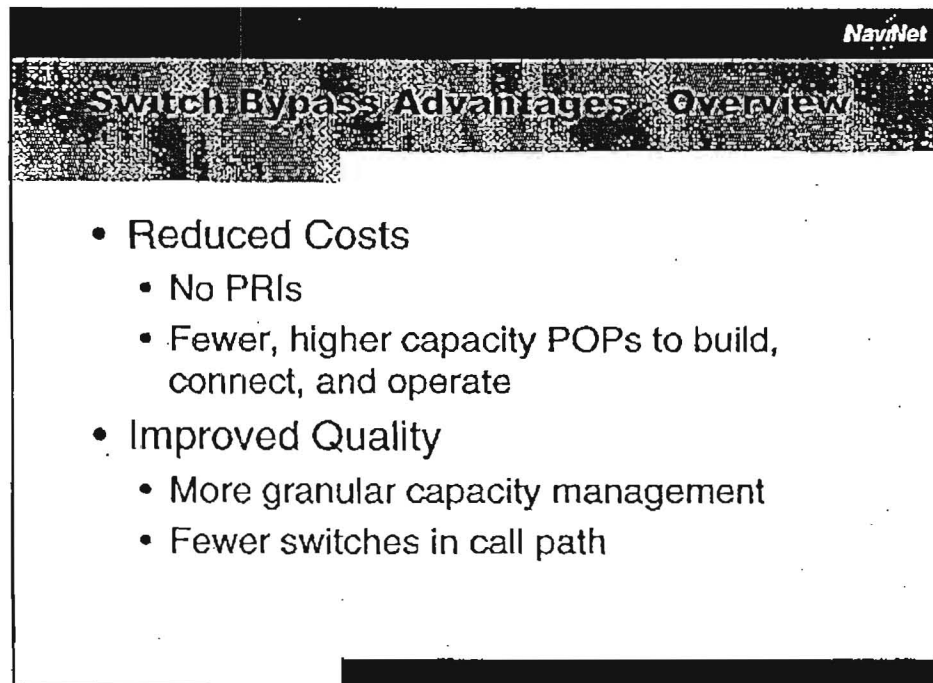 NaviNet
Switch Bypass Advantages - Overview
• Reduced Costs
• No PRIs
• Fewer, higher capacity POPs to build,
connect, and operate
• Improved Quality
• More granular capacity management
• Fewer switches in call path